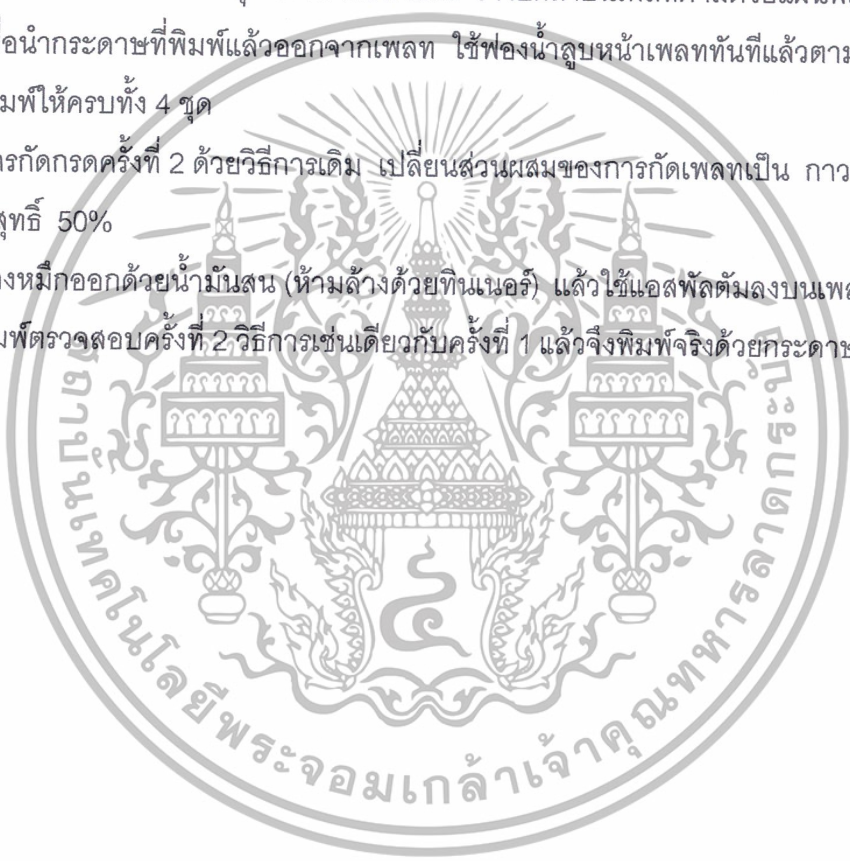 อนำกระดาษที่พิมพ์แล้วออกจากเพลท ใช้ฟองน้ำลูบหน้าเพลททันทีแล้วตาม
มพ์ให้ครบทั้ง 4 ชุด
ารกัดกรดครั้งที่ 2 ด้วยวิธีการเดิม เปลี่ยนส่วนผสมของการกัดเพลทเป็น กาว
สุทธิ์ 50%
งหมึกออกด้วยน้ำมันสน (ห้ามล้างด้วยทินเนอร์) แล้วใช้แอสพัลตัมลงบนเพล
มพ์ตรวจสอบครั้งที่ 2 วิธีการเช่นเดียวกับครั้งที่ 1 แล้วจึงพิมพ์จริงด้วยกระดาษ
๔
สถาบันเทคโนโลยีพระจอมเกล้าเจ้าคุณทหารลาดกระบัง